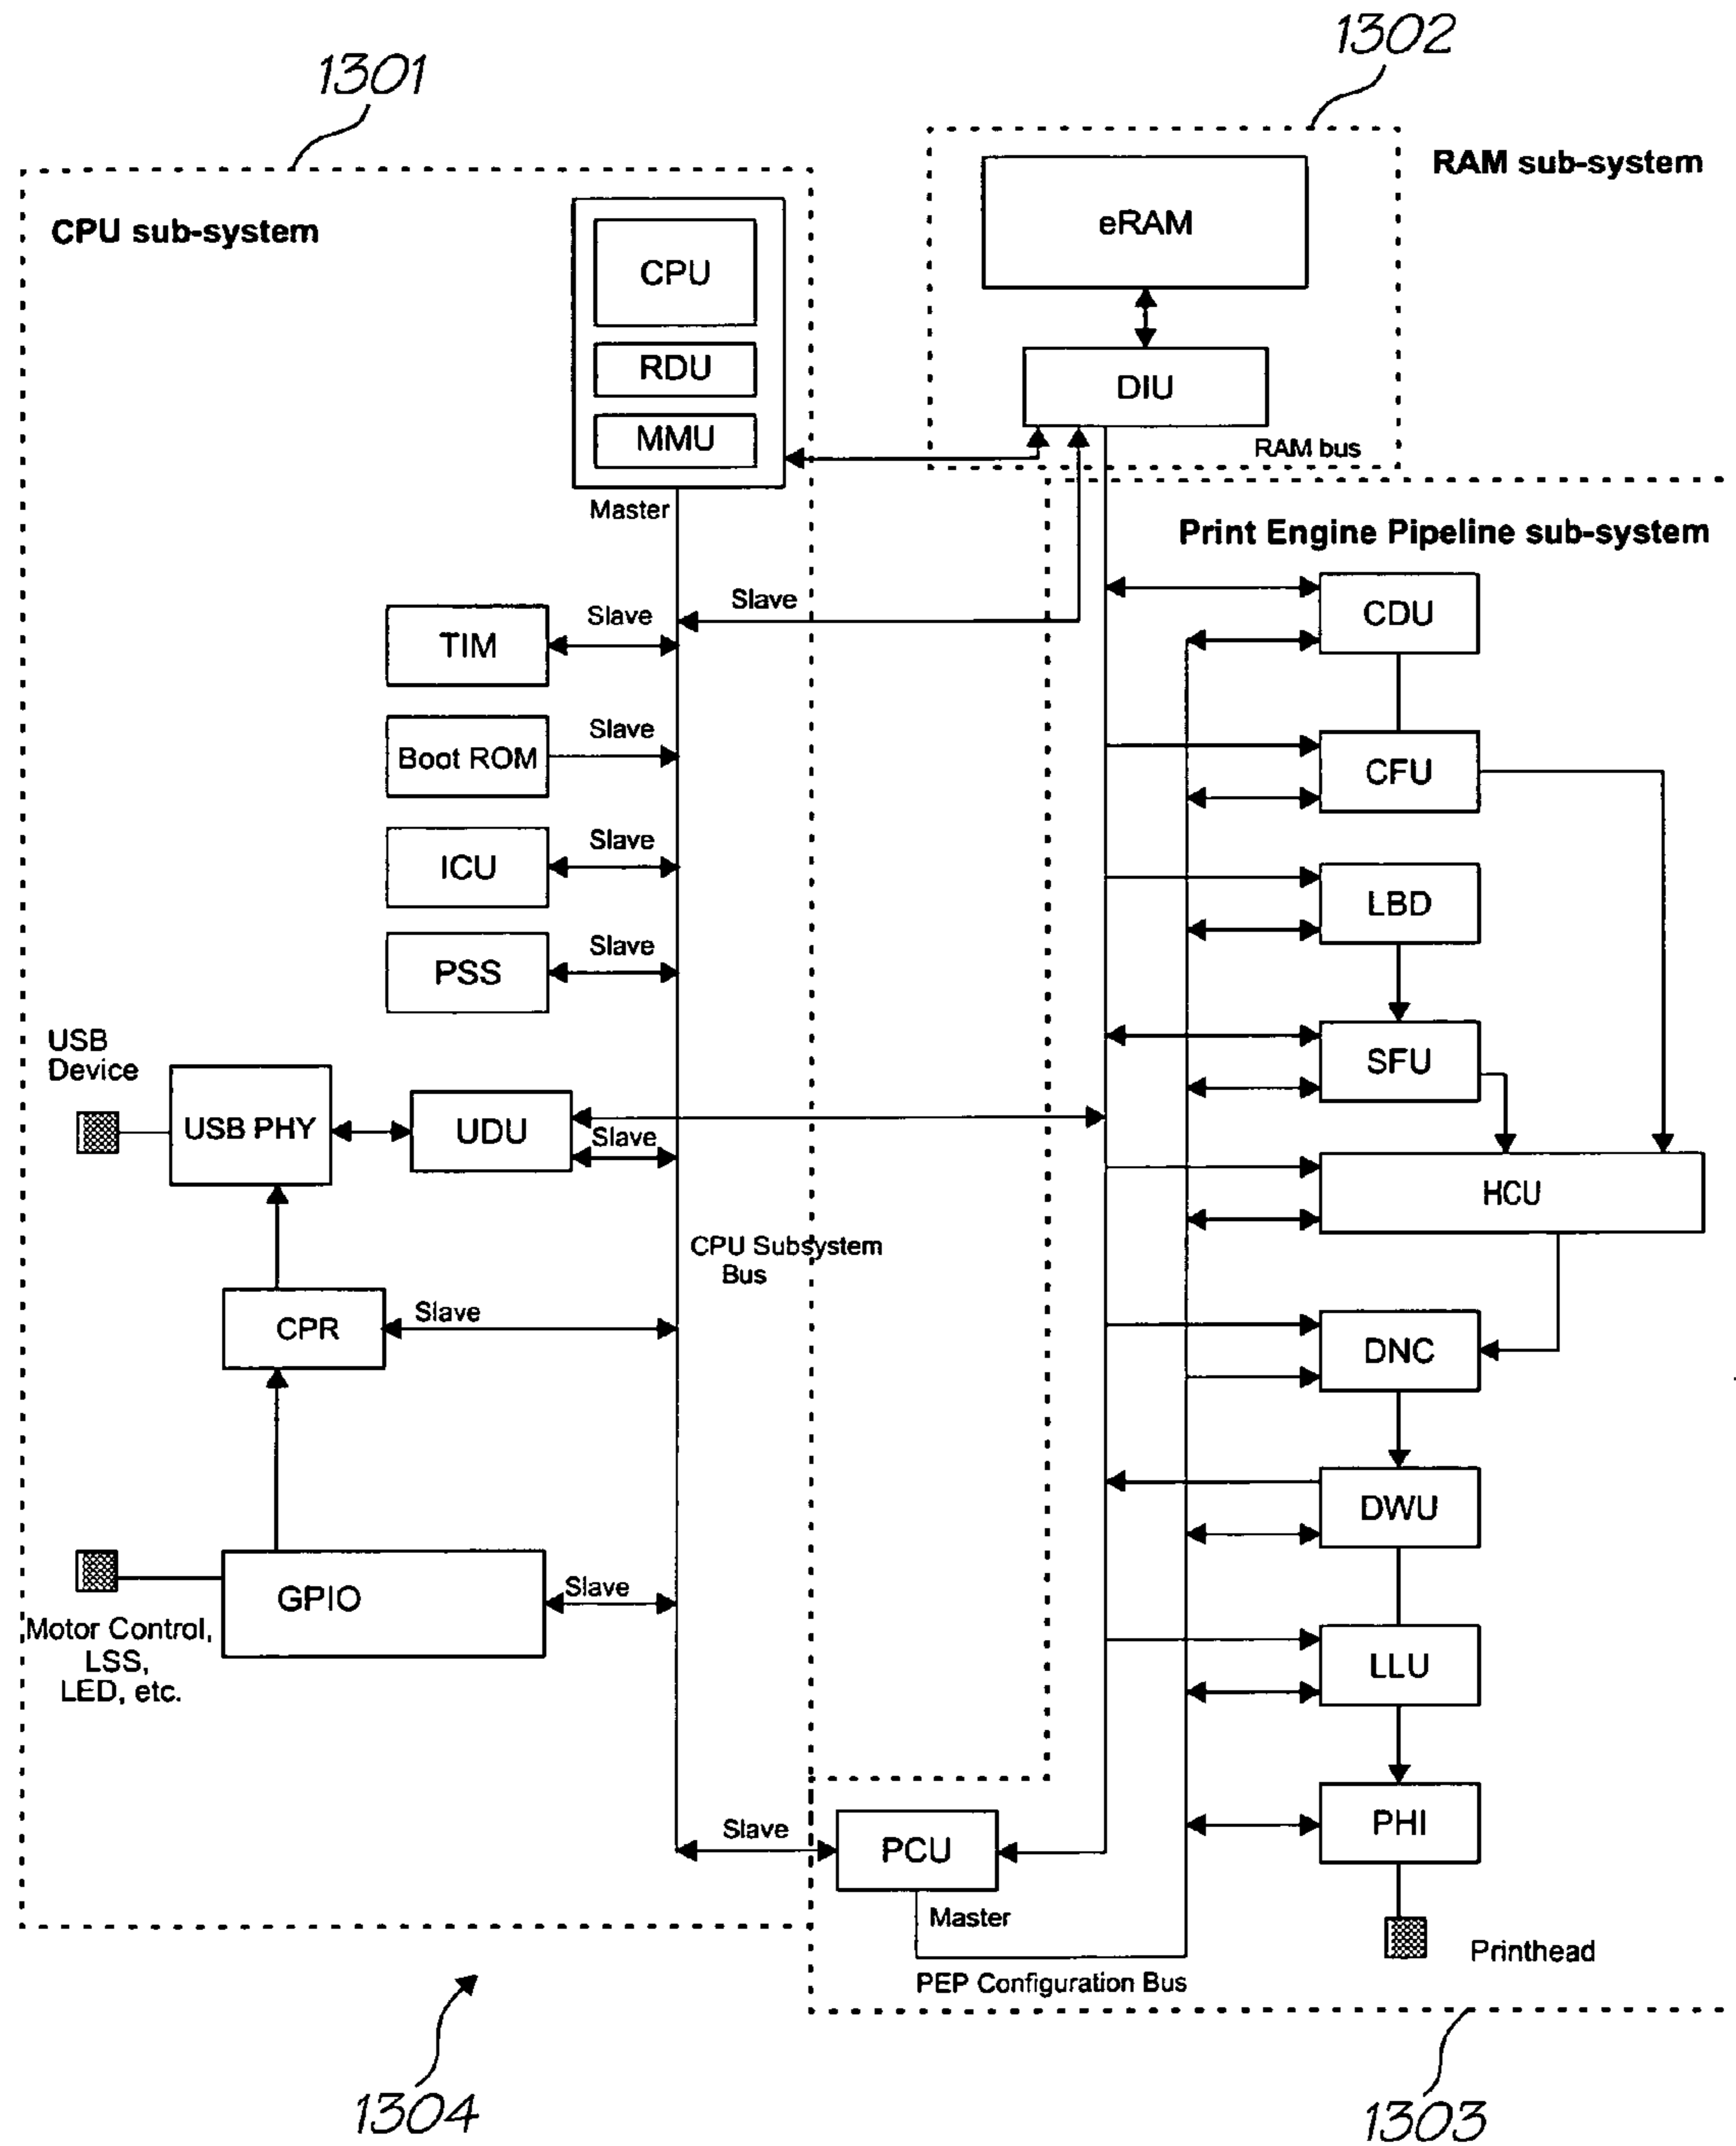 1301
1302
CPU sub-system
RAM sub-system
CPU
RDU
MMU
Master
eRAM
DIU
RAM bus
Print Engine Pipeline sub-system
Slave
TIM
Slave
Boot ROM
Slave
ICU
Slave
PSS
Slave
USB
Device
USB PHY
UDU
Slave
CPU Subsystem
Bus
CPR
Slave
GPIO
Slave
Motor Control,
LSS,
LED, etc.
CDU
CFU
LBD
SFU
HCU
DNC
DWU
LLU
PHI
Slave
PCU
Master
Printhead
PEP Configuration Bus
1304
1303